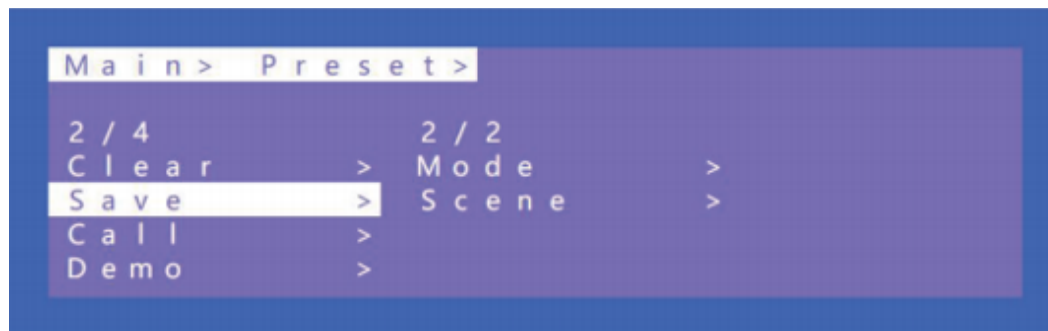 Main> Preset>
2/4 2/2
Clear > Mode >
Save > Scene >
Call >
Demo >